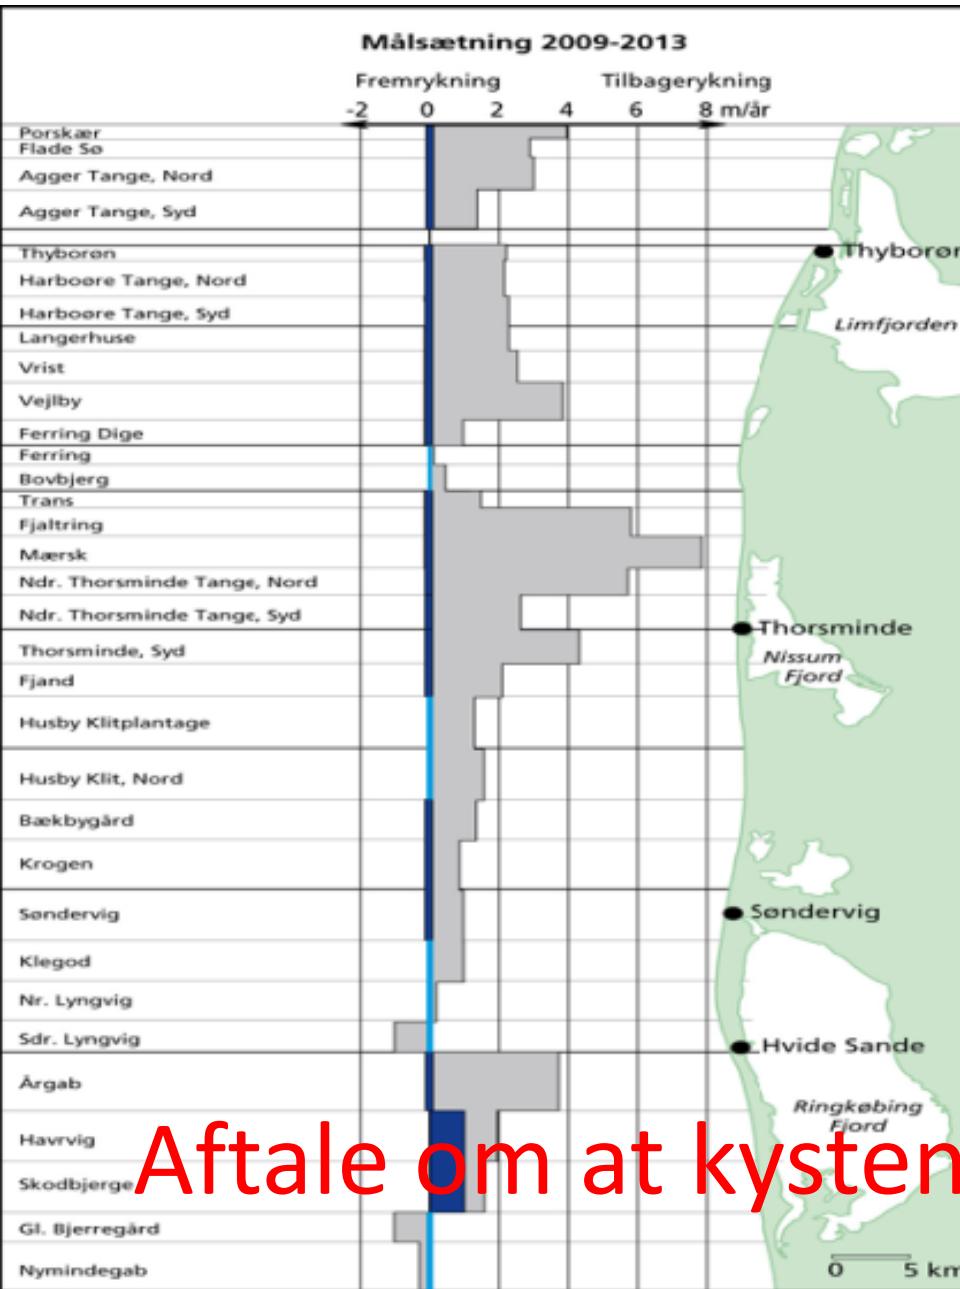 Målsætning 2009-2013
Fremrykning Tilbagerykning
-2 0 2 4 6 8 m/år
Porskær
Flade Sø
Agger Tange, Nord
Agger Tange, Syd
Thyborøn
Harboøre Tange, Nord
Harboøre Tange, Syd
Langerhuse
Vrist
Vejlby
Ferring Dige
Ferring
Bovbjerg
Trans
Fjaltring
Mærsk
Ndr. Thorsminde Tange, Nord
Ndr. Thorsminde Tange, Syd
Thorsminde, Syd
Fjand
Husby Klitplantage
Husby Klit, Nord
Bækbygård
Krogen
Søndervig
Klegod
Nr. Lyngvig
Sdr. Lyngvig
Årgab
Havrvig
Skodbjerge
Gl. Bjerregård
Nymindegab
Thyborøn
Limfjorden
Thorsminde
Nissum
Fjord
Søndervig
Hvide Sande
Ringkøbing
Fjord
0 5 km
Aftale om at kysten